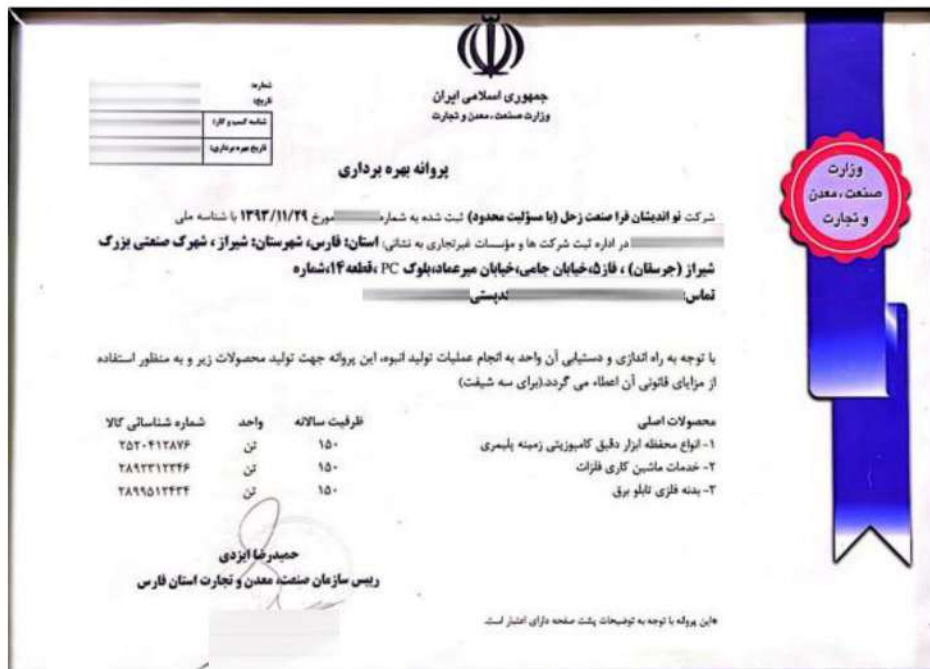 جمهوری اسلامی ایران
وزارت صنعت، معدن و تجارت
شماره:
تاریخ:
شناسه کسب و کار:
تاریخ بهره برداری:
پروانه بهره برداری
شرکت نو اندیشان فرا صنعت زحل (با مسؤلیت محدود) ثبت شده به شماره مورخ ۱۳۹۳/۱۱/۲۹ با شناسه ملی
در اداره ثبت شرکت ها و مؤسسات غیرتجاری به نشانی: استان: فارس، شهرستان: شیراز ، شهرک صنعتی بزرگ
شیراز (جرسقان) ، فاز۵،خیابان جامی،خیابان میرعماد،بلوک PC ،قطعه۱۴،شماره
تماس: کدپستی
با توجه به راه اندازی و دستیابی آن واحد به انجام عملیات تولید انبوه، این پروانه جهت تولید محصولات زیر و به منظور استفاده
از مزایای قانونی آن اعطاء می گردد.(برای سه شیفت)
محصولات اصلی ظرفیت سالانه واحد شماره شناسائی کالا
۱- انواع محفظه ابزار دقیق کامپوزیتی زمینه پلیمری ۱۵۰ تن ۲۵۲۰۴۱۲۸۷۶
۲- خدمات ماشین کاری فلزات ۱۵۰ تن ۲۸۹۲۳۱۲۳۴۶
۳- بدنه فلزی تابلو برق ۱۵۰ تن ۲۸۹۹۵۱۲۴۳۴
حمیدرضا ایزدی
رییس سازمان صنعت، معدن و تجارت استان فارس
*این پروانه با توجه به توضیحات پشت صفحه دارای اعتبار است.
وزارت
صنعت ، معدن
و تجارت